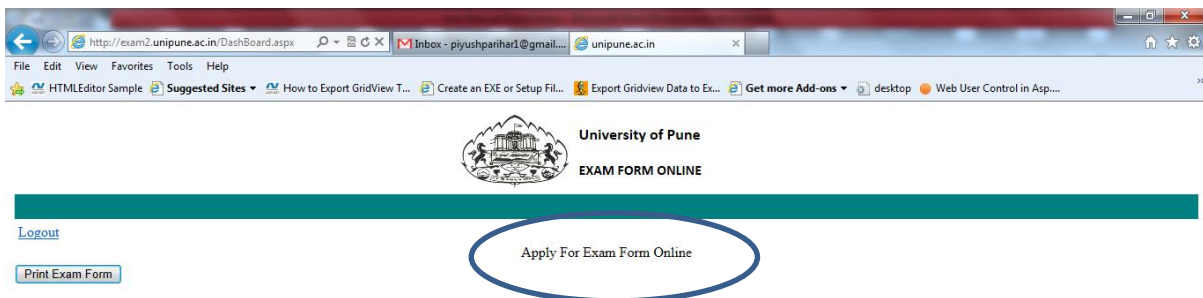 http://exam2.unipune.ac.in/DashBoard.aspx
Inbox - piyushparihar1@gmail....
unipune.ac.in
File Edit View Favorites Tools Help
HTMLEditor Sample Suggested Sites How to Export GridView T... Create an EXE or Setup Fil... Export Gridview Data to Ex... Get more Add-ons desktop Web User Control in Asp....
University of Pune
EXAM FORM ONLINE
Logout
Apply For Exam Form Online
Print Exam Form